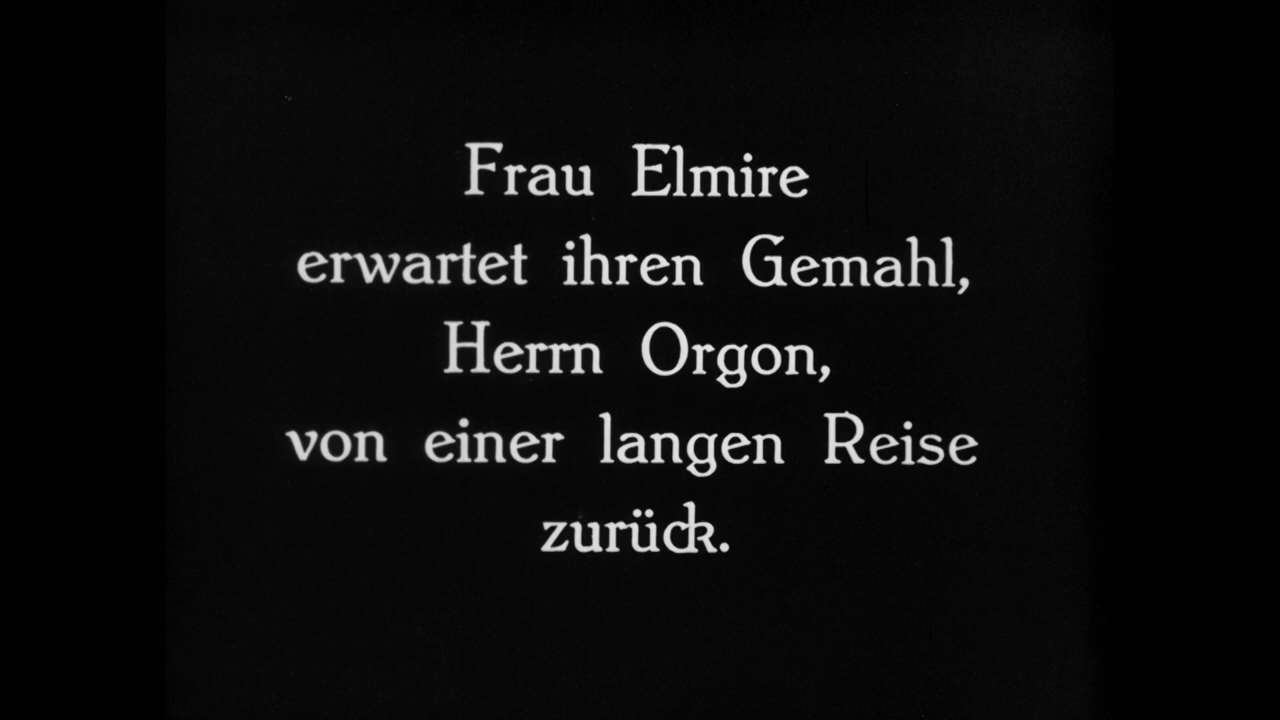 Frau Elmire
erwartet ihren Gemahl,
Herrn Orgon,
von einer langen Reise
zurück.